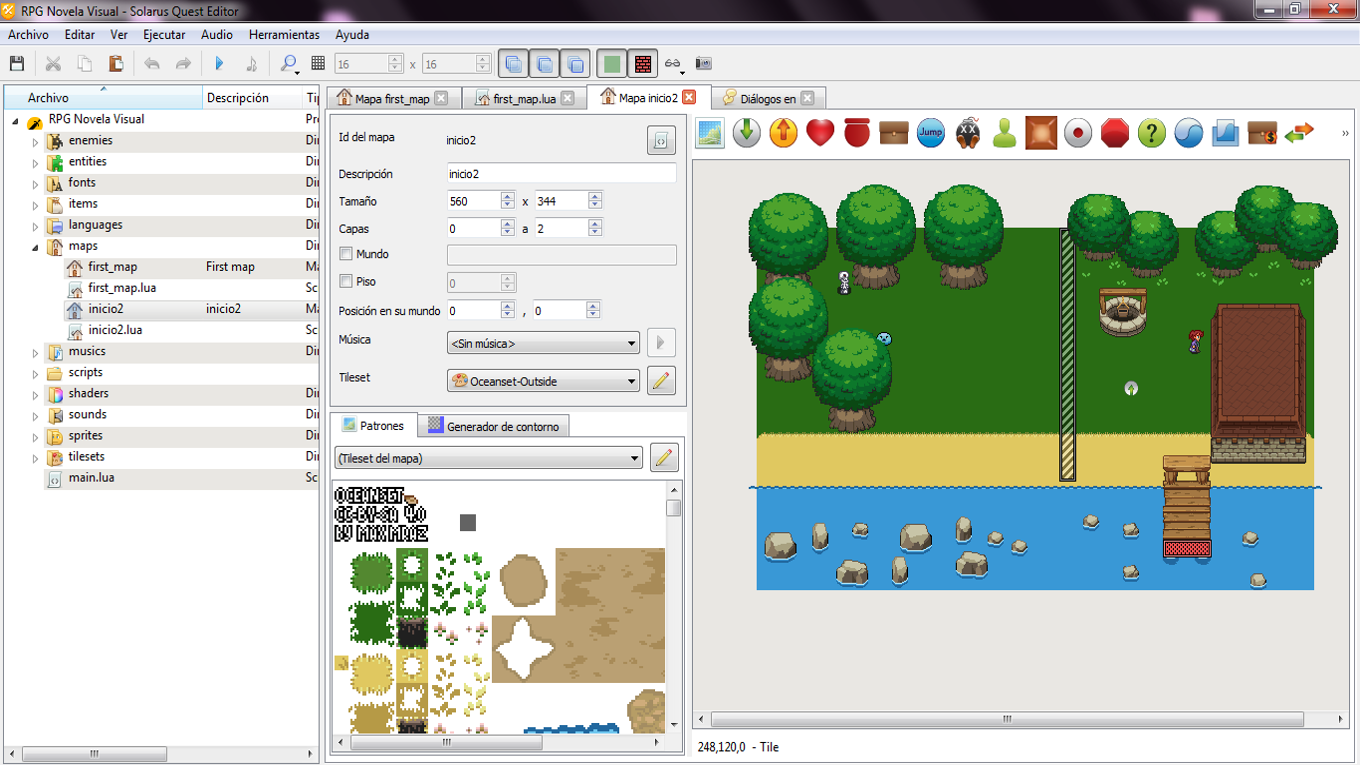 RPG Novela Visual - Solarus Quest Editor
Archivo Editar Ver Ejecutar Audio Herramientas Ayuda
16 x 16
Archivo Descripción Tip
RPG Novela Visual Pro
enemies Dir
entities Dir
fonts Dir
items Dir
languages Dir
maps Dir
first_map First map Ma
first_map.lua Sc
inicio2 inicio2 Ma
inicio2.lua Sc
musics Dir
scripts Dir
shaders Dir
sounds Dir
sprites Dir
tilesets Dir
main.lua Sc
Mapa first_map first_map.lua Mapa inicio2 Diálogos en
Id del mapa inicio2
Descripción inicio2
Tamaño 560 x 344
Capas 0 a 2
Mundo
Piso 0
Posición en su mundo 0 , 0
Música <Sin música>
Tileset Oceanset-Outside
Patrones Generador de contorno
(Tileset del mapa)
OCEANSET
CC-BY-SA 4.0
BY MAXMRAZ
Jump
?
$
»
248,120,0 - Tile